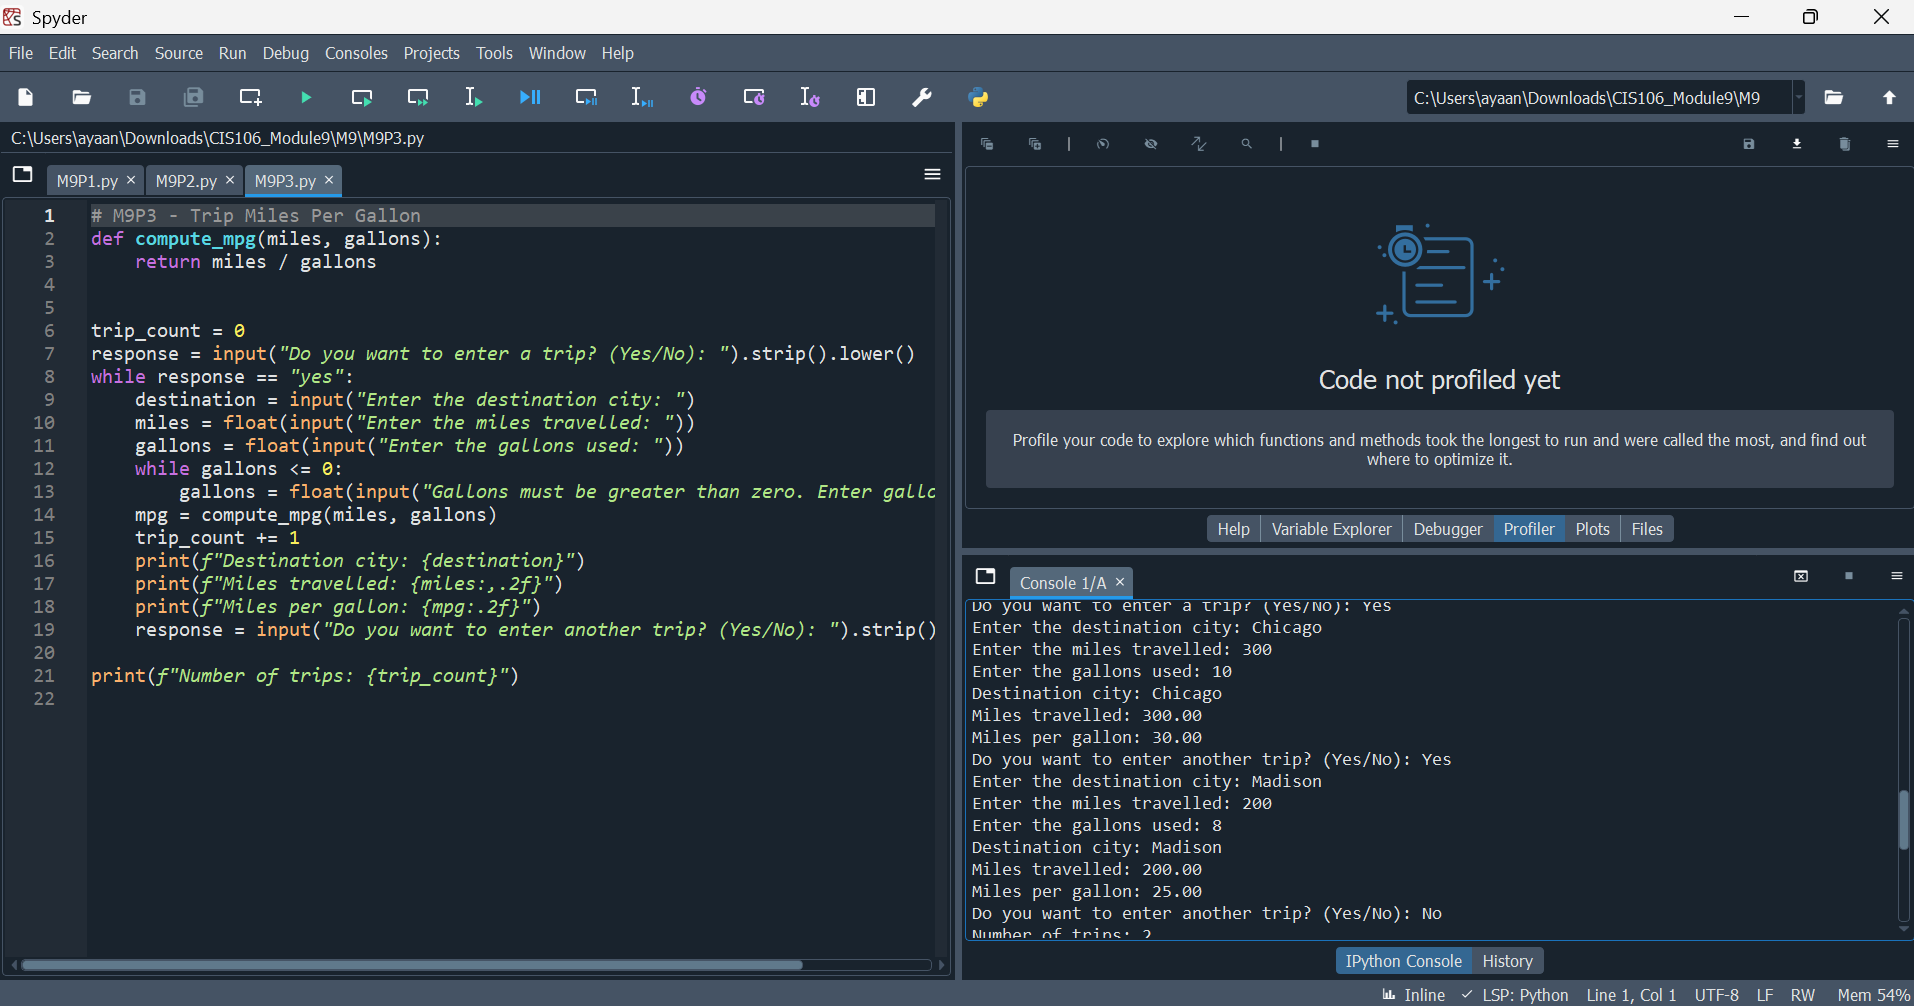 Spyder
File Edit Search Source Run Debug Consoles Projects Tools Window Help
C:\Users\ayaan\Downloads\CIS106_Module9\M9
C:\Users\ayaan\Downloads\CIS106_Module9\M9\M9P3.py
M9P1.py M9P2.py M9P3.py
1 # M9P3 - Trip Miles Per Gallon
2 def compute_mpg(miles, gallons):
3     return miles / gallons
4
5
6 trip_count = 0
7 response = input("Do you want to enter a trip? (Yes/No): ").strip().lower()
8 while response == "yes":
9     destination = input("Enter the destination city: ")
10     miles = float(input("Enter the miles travelled: "))
11     gallons = float(input("Enter the gallons used: "))
12     while gallons <= 0:
13         gallons = float(input("Gallons must be greater than zero. Enter gallo
14     mpg = compute_mpg(miles, gallons)
15     trip_count += 1
16     print(f"Destination city: {destination}")
17     print(f"Miles travelled: {miles:,.2f}")
18     print(f"Miles per gallon: {mpg:.2f}")
19     response = input("Do you want to enter another trip? (Yes/No): ").strip()
20
21 print(f"Number of trips: {trip_count}")
22
Code not profiled yet
Profile your code to explore which functions and methods took the longest to run and were called the most, and find out
where to optimize it.
Help Variable Explorer Debugger Profiler Plots Files
Console 1/A
Do you want to enter a trip? (Yes/No): Yes
Enter the destination city: Chicago
Enter the miles travelled: 300
Enter the gallons used: 10
Destination city: Chicago
Miles travelled: 300.00
Miles per gallon: 30.00
Do you want to enter another trip? (Yes/No): Yes
Enter the destination city: Madison
Enter the miles travelled: 200
Enter the gallons used: 8
Destination city: Madison
Miles travelled: 200.00
Miles per gallon: 25.00
Do you want to enter another trip? (Yes/No): No
Number of trips: 2
IPython Console History
Inline LSP: Python Line 1, Col 1 UTF-8 LF RW Mem 54%